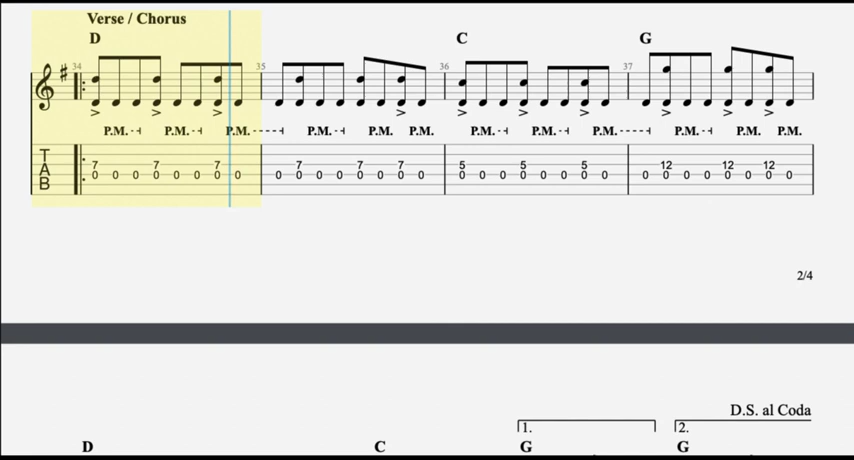 Verse / Chorus
D C G
34 35 36 37
P.M. P.M. P.M. P.M. P.M. P.M. P.M. P.M. P.M. P.M. P.M. P.M.
T
A
B
7 7 7 7 7 7 5 5 5 12 12 12
0 0 0 0 0 0 0 0 0 0 0 0 0 0 0 0 0 0 0 0 0 0 0 0 0 0 0 0 0 0 0 0
2/4
D.S. al Coda
1. 2.
D C G G